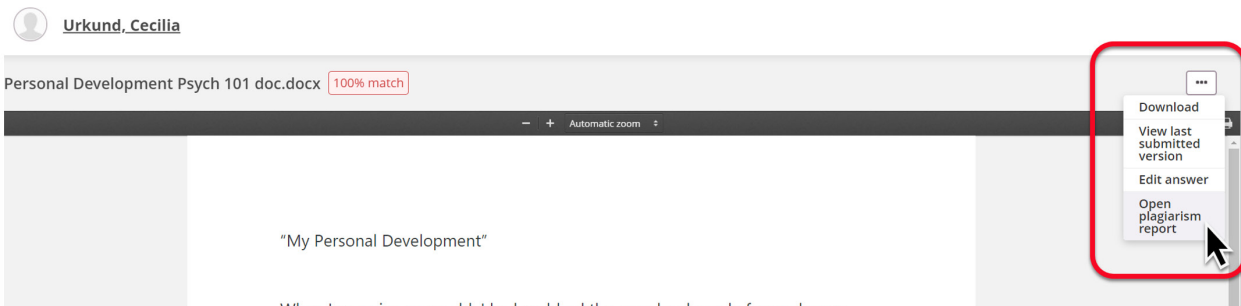 Urkund, Cecilia
Personal Development Psych 101 doc.docx 100% match
Automatic zoom
Download
View last
submitted
version
Edit answer
Open
plagiarism
report
"My Personal Development"